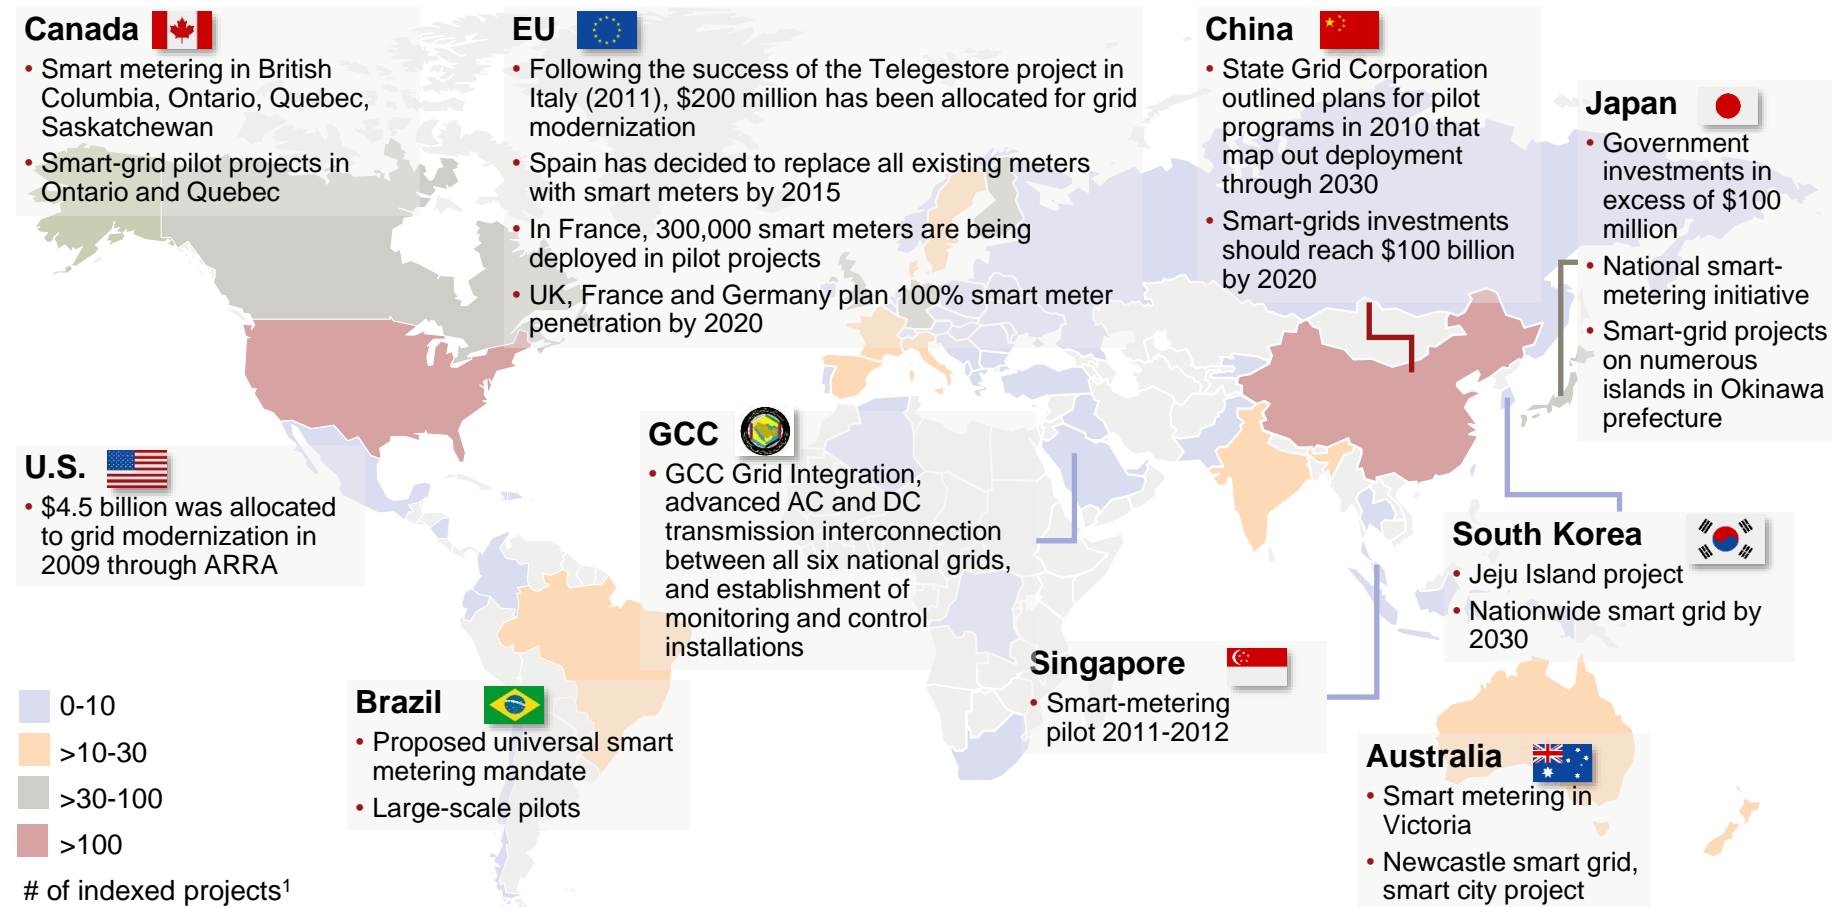 Canada
• Smart metering in British
Columbia, Ontario, Quebec,
Saskatchewan
• Smart-grid pilot projects in
Ontario and Quebec
EU
• Following the success of the Telegestore project in
Italy (2011), $200 million has been allocated for grid
modernization
• Spain has decided to replace all existing meters
with smart meters by 2015
• In France, 300,000 smart meters are being
deployed in pilot projects
• UK, France and Germany plan 100% smart meter
penetration by 2020
China
• State Grid Corporation
outlined plans for pilot
programs in 2010 that
map out deployment
through 2030
• Smart-grids investments
should reach $100 billion
by 2020
Japan
• Government
investments in
excess of $100
million
• National smart-
metering initiative
• Smart-grid projects
on numerous
islands in Okinawa
prefecture
U.S.
• $4.5 billion was allocated
to grid modernization in
2009 through ARRA
GCC
• GCC Grid Integration,
advanced AC and DC
transmission interconnection
between all six national grids,
and establishment of
monitoring and control
installations
South Korea
• Jeju Island project
• Nationwide smart grid by
2030
Singapore
• Smart-metering
pilot 2011-2012
Brazil
• Proposed universal smart
metering mandate
• Large-scale pilots
Australia
• Smart metering in
Victoria
• Newcastle smart grid,
smart city project
0-10
>10-30
>30-100
>100
# of indexed projects¹